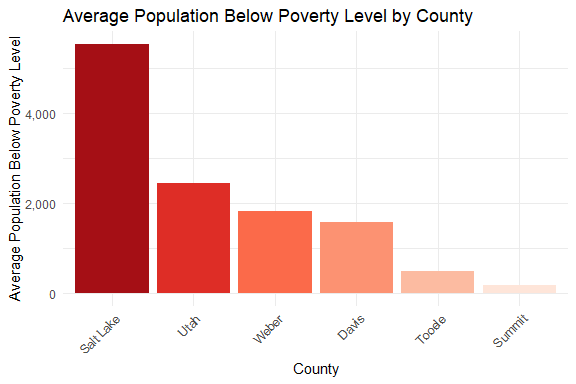 Average Population Below Poverty Level by County
Average Population Below Poverty Level
4,000
2,000
0
Salt Lake
Utah
Weber
Davis
Tooele
Summit
County